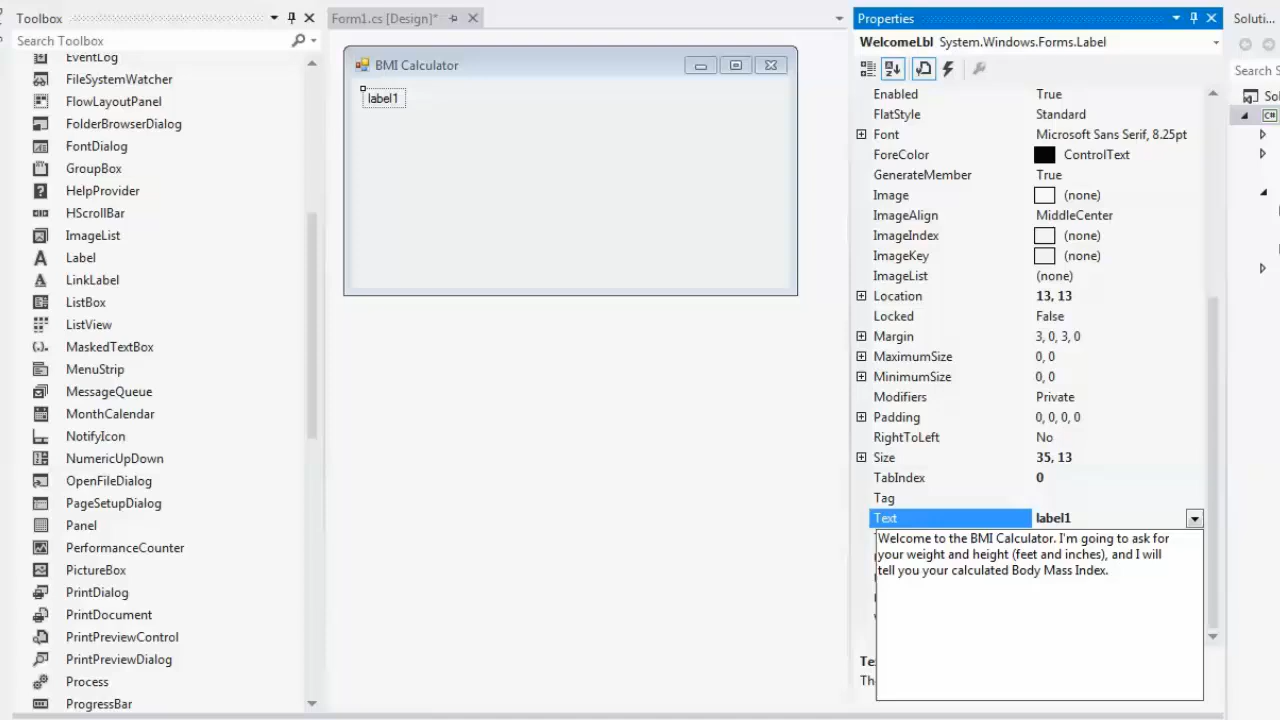 Toolbox
Search Toolbox
EventLog
FileSystemWatcher
FlowLayoutPanel
FolderBrowserDialog
FontDialog
GroupBox
HelpProvider
HScrollBar
ImageList
Label
LinkLabel
ListBox
ListView
MaskedTextBox
MenuStrip
MessageQueue
MonthCalendar
NotifyIcon
NumericUpDown
OpenFileDialog
PageSetupDialog
Panel
PerformanceCounter
PictureBox
PrintDialog
PrintDocument
PrintPreviewControl
PrintPreviewDialog
Process
ProgressBar
Form1.cs [Design]*
BMI Calculator
label1
Properties
WelcomeLbl System.Windows.Forms.Label
Enabled True
FlatStyle Standard
Font Microsoft Sans Serif, 8.25pt
ForeColor ControlText
GenerateMember True
Image (none)
ImageAlign MiddleCenter
ImageIndex (none)
ImageKey (none)
ImageList (none)
Location 13, 13
Locked False
Margin 3, 0, 3, 0
MaximumSize 0, 0
MinimumSize 0, 0
Modifiers Private
Padding 0, 0, 0, 0
RightToLeft No
Size 35, 13
TabIndex 0
Tag
Text label1
Welcome to the BMI Calculator. I'm going to ask for
your weight and height (feet and inches), and I will
tell you your calculated Body Mass Index.
Te
Th
Soluti...
Search S
Sol
C#